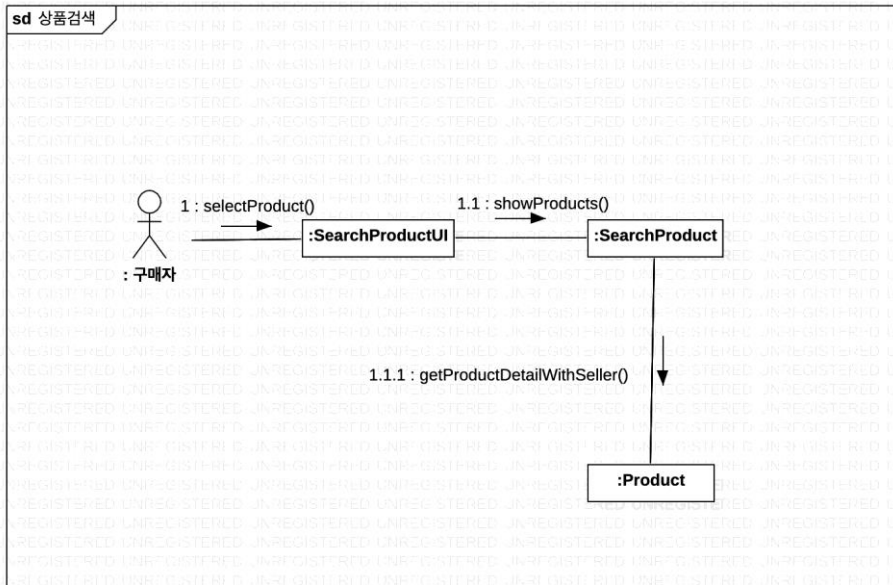 sd 상품검색
1 : selectProduct()
1.1 : showProducts()
:SearchProductUI
:SearchProduct
: 구매자
1.1.1 : getProductDetailWithSeller()
:Product
UNREGISTERED